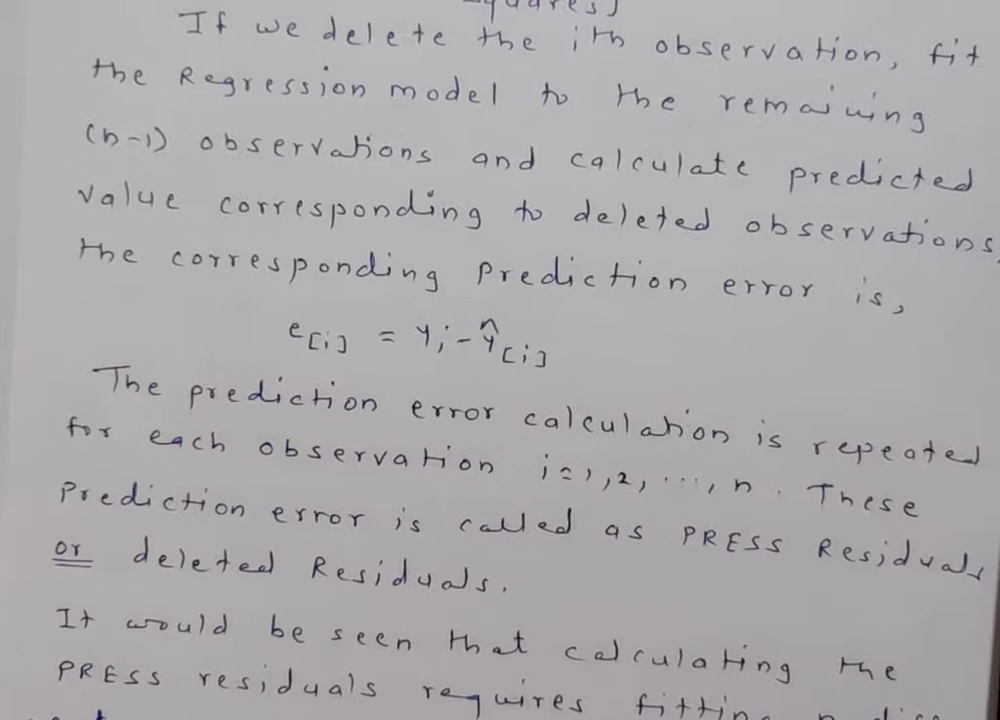 If we delete the ith observation, fit
the Regression model to the remaining
(n-1) observations and calculate predicted
value corresponding to deleted observations,
the corresponding prediction error is,
e[i] = yi - ŷ[i]
The prediction error calculation is repeated
for each observation i=1,2,...,n. These
Prediction error is called as PRESS Residuals
or deleted Residuals.
It would be seen that calculating the
PRESS residuals requires